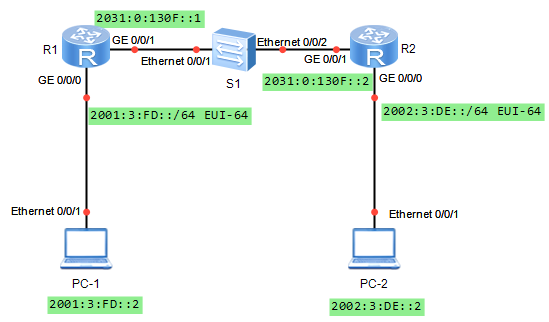 2031:0:130F::1
R1
R
GE 0/0/1
Ethernet 0/0/1
S1
Ethernet 0/0/2
GE 0/0/1
R
R2
GE 0/0/0
2031:0:130F::2
GE 0/0/0
2001:3:FD::/64 EUI-64
2002:3:DE::/64 EUI-64
Ethernet 0/0/1
Ethernet 0/0/1
PC-1
PC-2
2001:3:FD::2
2002:3:DE::2